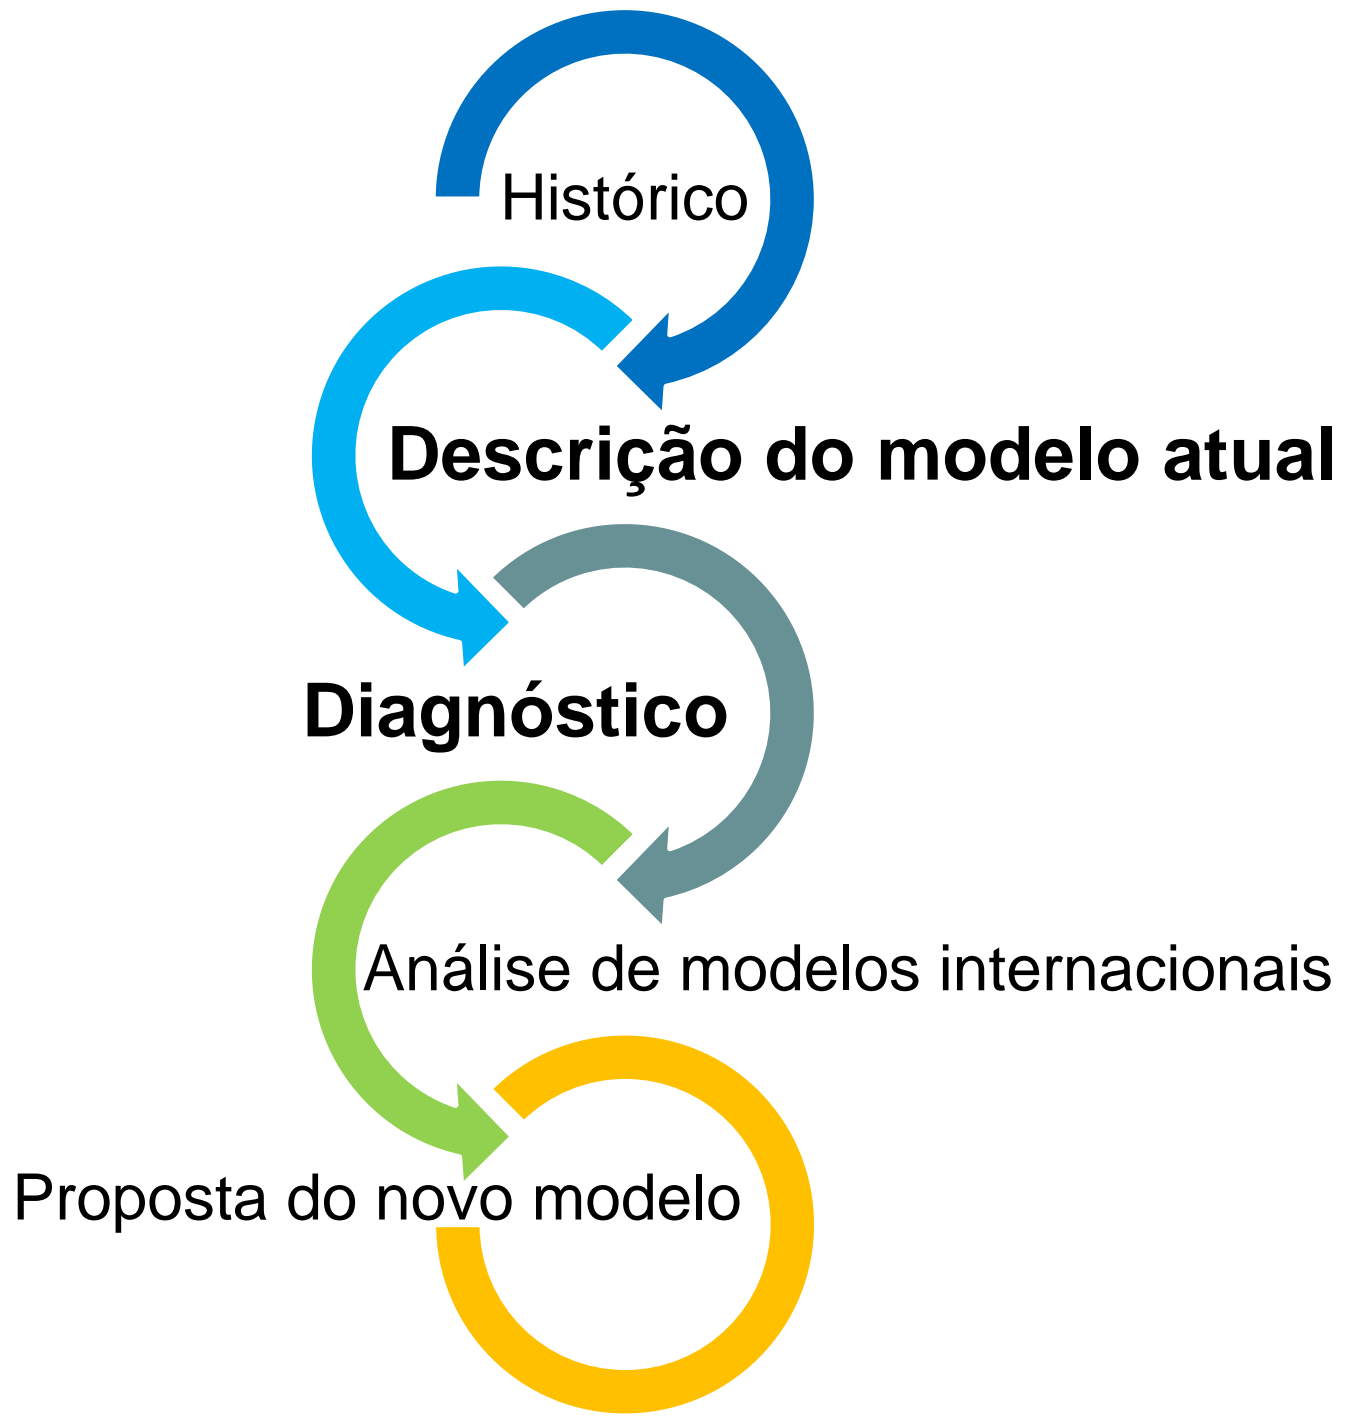 Histórico
Descrição do modelo atual
Diagnóstico
Análise de modelos internacionais
Proposta do novo modelo